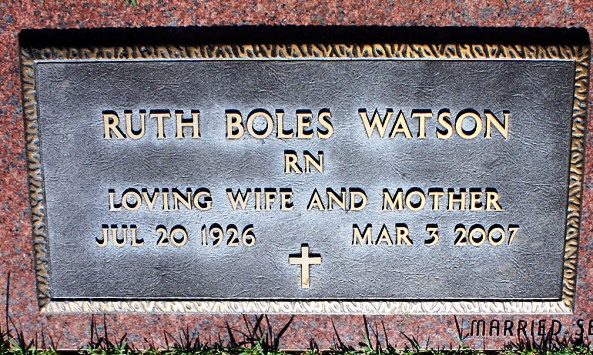 RUTH BOLES WATSON
RN
LOVING WIFE AND MOTHER
JUL 20 1926 MAR 3 2007
MARRIED